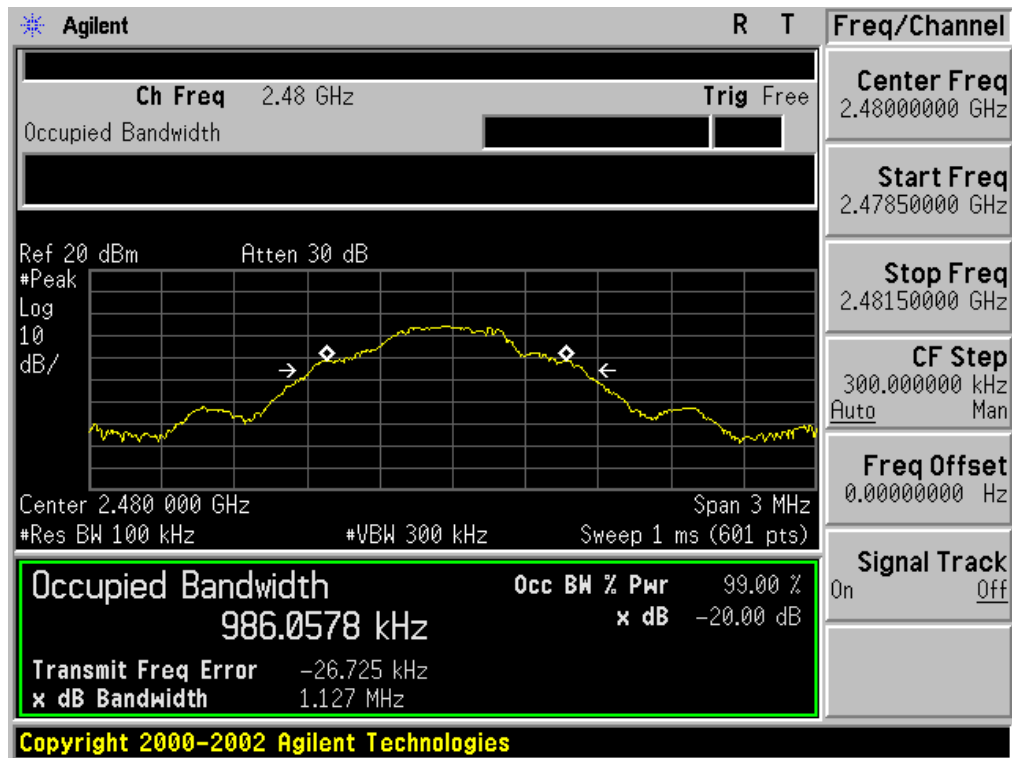 Agilent R T
Ch Freq 2.48 GHz Trig Free
Occupied Bandwidth
Ref 20 dBm Atten 30 dB
#Peak
Log
10
dB/
Center 2.480 000 GHz Span 3 MHz
#Res BW 100 kHz #VBW 300 kHz Sweep 1 ms (601 pts)
Occupied Bandwidth Occ BW % Pwr 99.00 %
986.0578 kHz x dB -20.00 dB
Transmit Freq Error -26.725 kHz
x dB Bandwidth 1.127 MHz
Copyright 2000-2002 Agilent Technologies
Freq/Channel
Center Freq
2.48000000 GHz
Start Freq
2.47850000 GHz
Stop Freq
2.48150000 GHz
CF Step
300.000000 kHz
Auto Man
Freq Offset
0.00000000 Hz
Signal Track
On Off